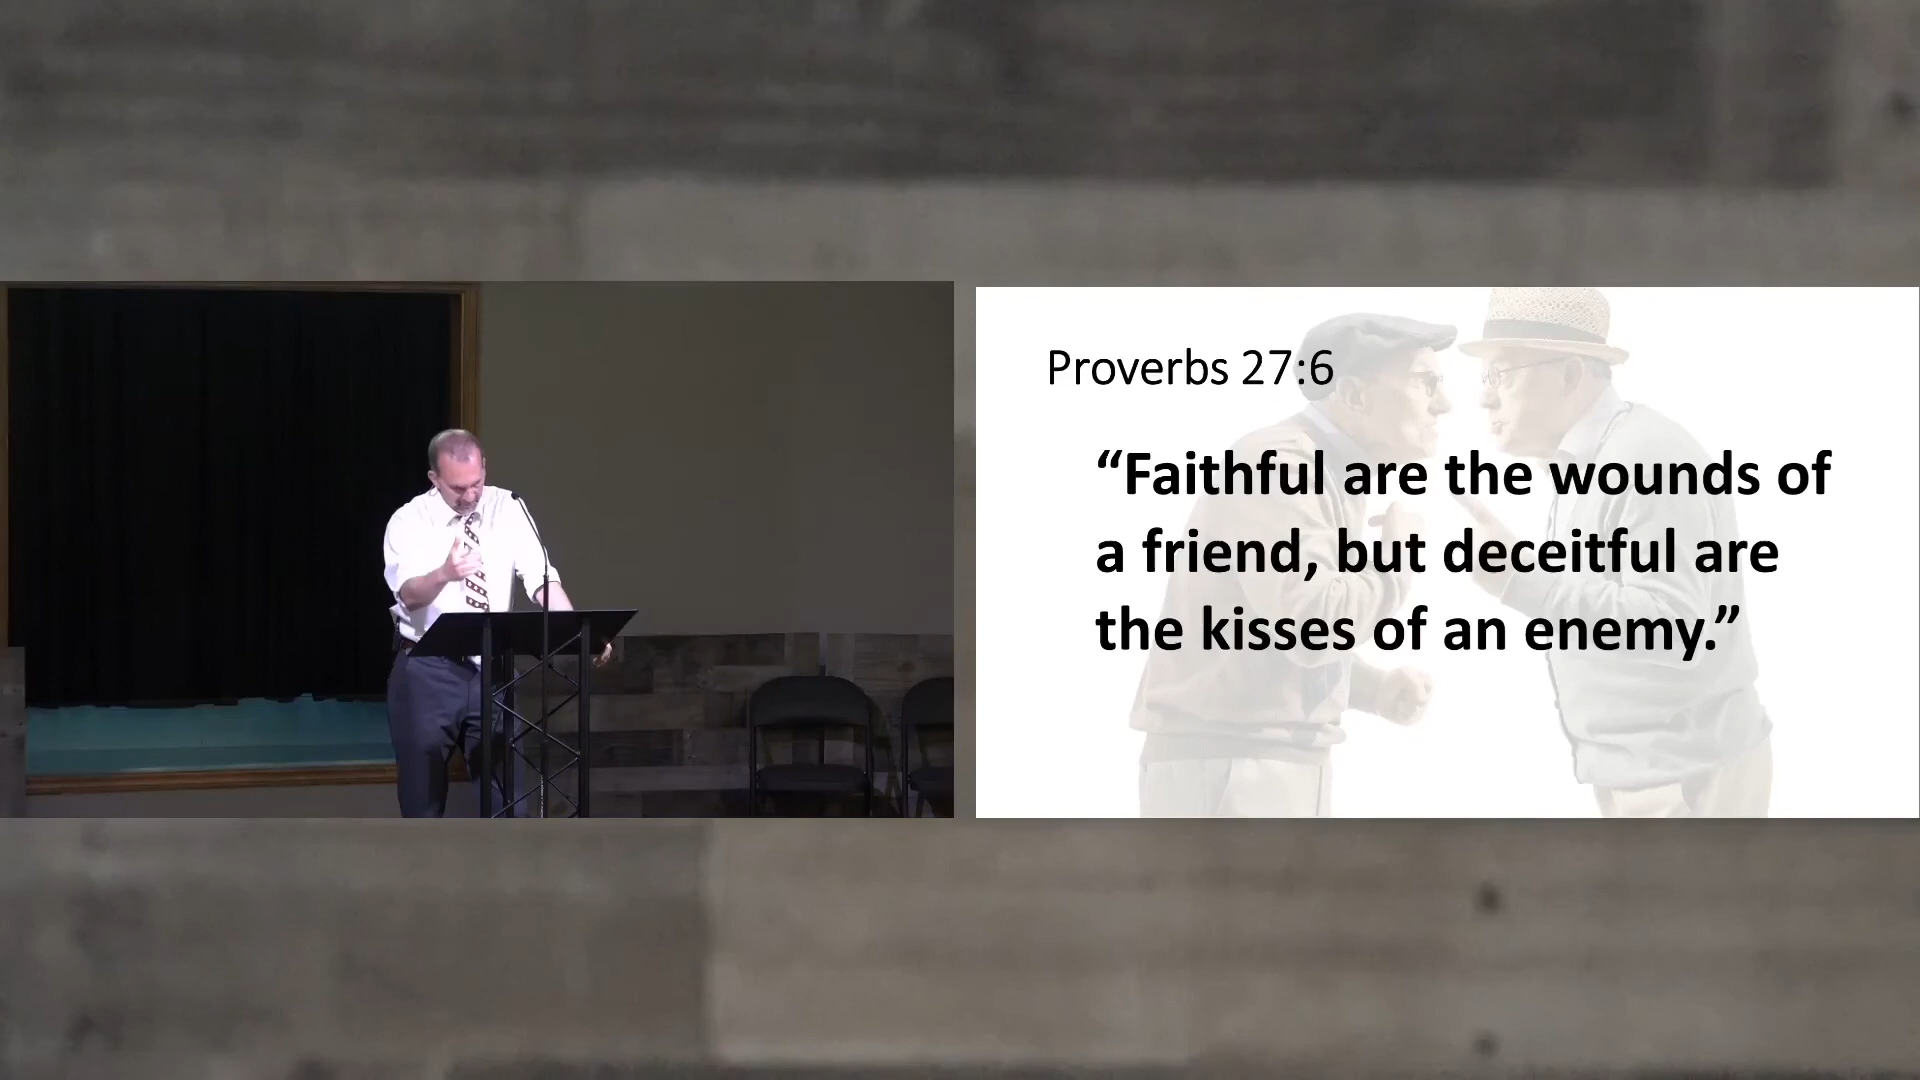 Proverbs 27:6
“Faithful are the wounds of
a friend, but deceitful are
the kisses of an enemy.”